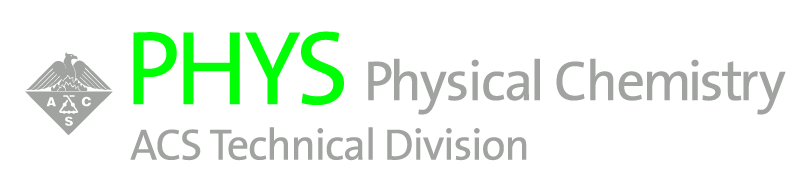 PHYS Physical Chemistry
A C S
ACS Technical Division